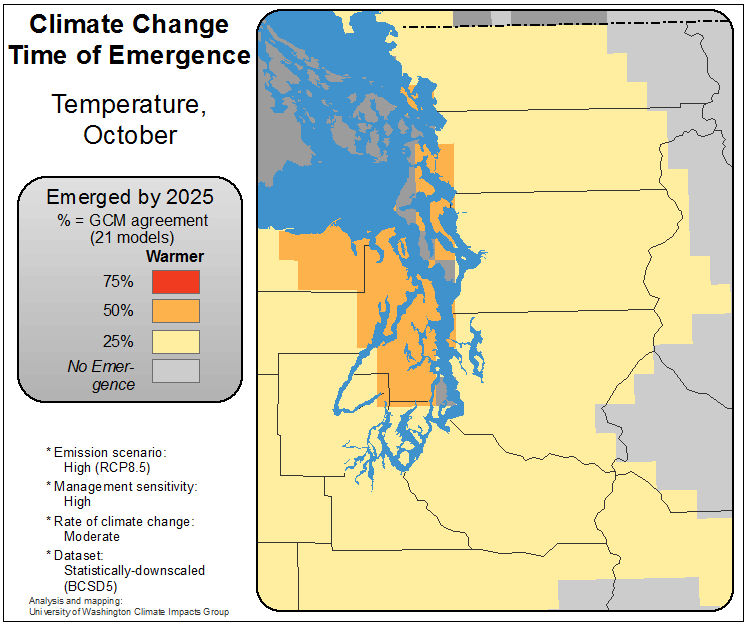 Climate Change
Time of Emergence
Temperature,
October
Emerged by 2025
% = GCM agreement
(21 models)
Warmer
75%
50%
25%
No Emer-
gence
* Emission scenario:
High (RCP8.5)
* Management sensitivity:
High
* Rate of climate change:
Moderate
* Dataset:
Statistically-downscaled
(BCSD5)
Analysis and mapping:
University of Washington Climate Impacts Group